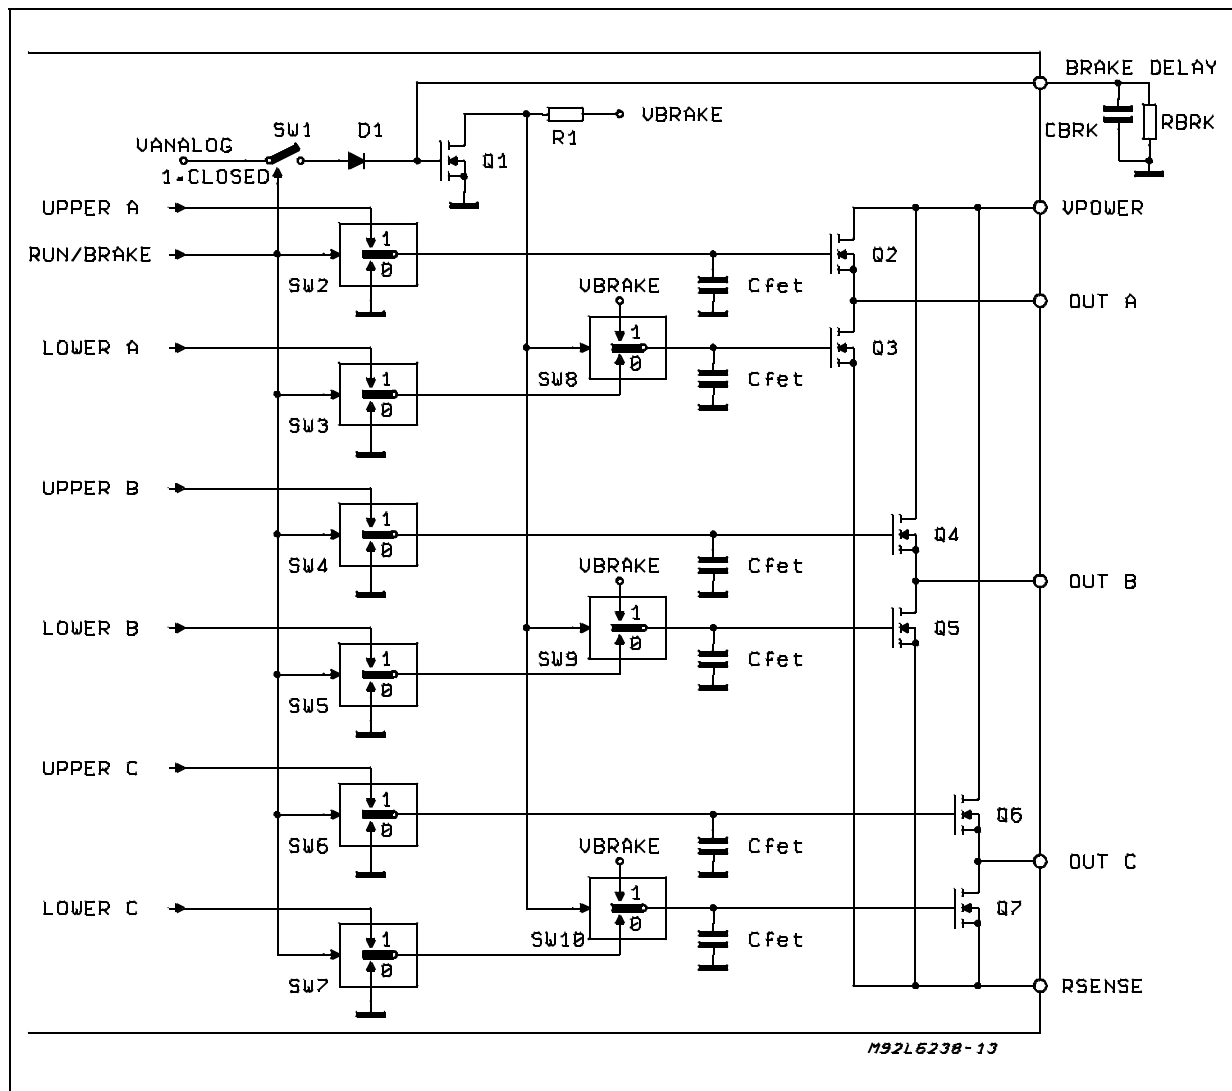 BRAKE DELAY
SW1
D1
VBRAKE
VANALOG
R1
CBRK
RBRK
Q1
1=CLOSED
UPPER A
VPOWER
1
RUN/BRAKE
0
Q2
SW2
VBRAKE
Cfet
OUT A
1
LOWER A
0
Q3
1
SW8
Cfet
0
SW3
UPPER B
1
0
Q4
SW4
VBRAKE
Cfet
OUT B
1
LOWER B
0
Q5
1
SW9
Cfet
0
SW5
UPPER C
1
0
Q6
SW6
VBRAKE
Cfet
OUT C
1
LOWER C
0
Q7
1
SW10
Cfet
0
SW7
RSENSE
M92L6238-13